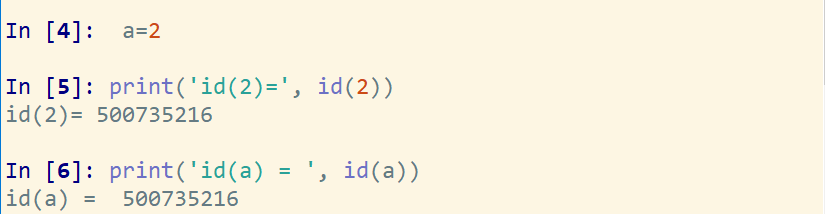 In [4]:  a=2
In [5]: print('id(2)=', id(2))
id(2)= 500735216
In [6]: print('id(a) = ', id(a))
id(a) =  500735216